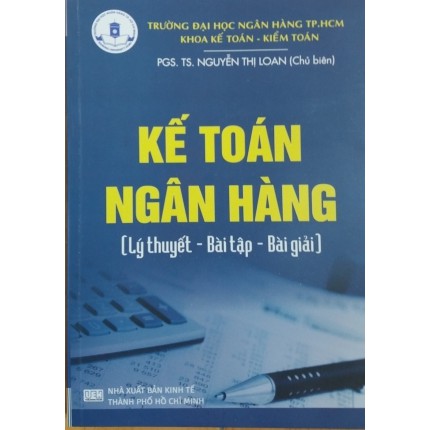 TRƯỜNG ĐẠI HỌC NGÂN HÀNG TP.HCM
KHOA KẾ TOÁN - KIỂM TOÁN
PGS. TS. NGUYỄN THỊ LOAN (Chủ biên)
KẾ TOÁN
NGÂN HÀNG
(Lý thuyết - Bài tập - Bài giải)
NHÀ XUẤT BẢN KINH TẾ
THÀNH PHỐ HỒ CHÍ MINH